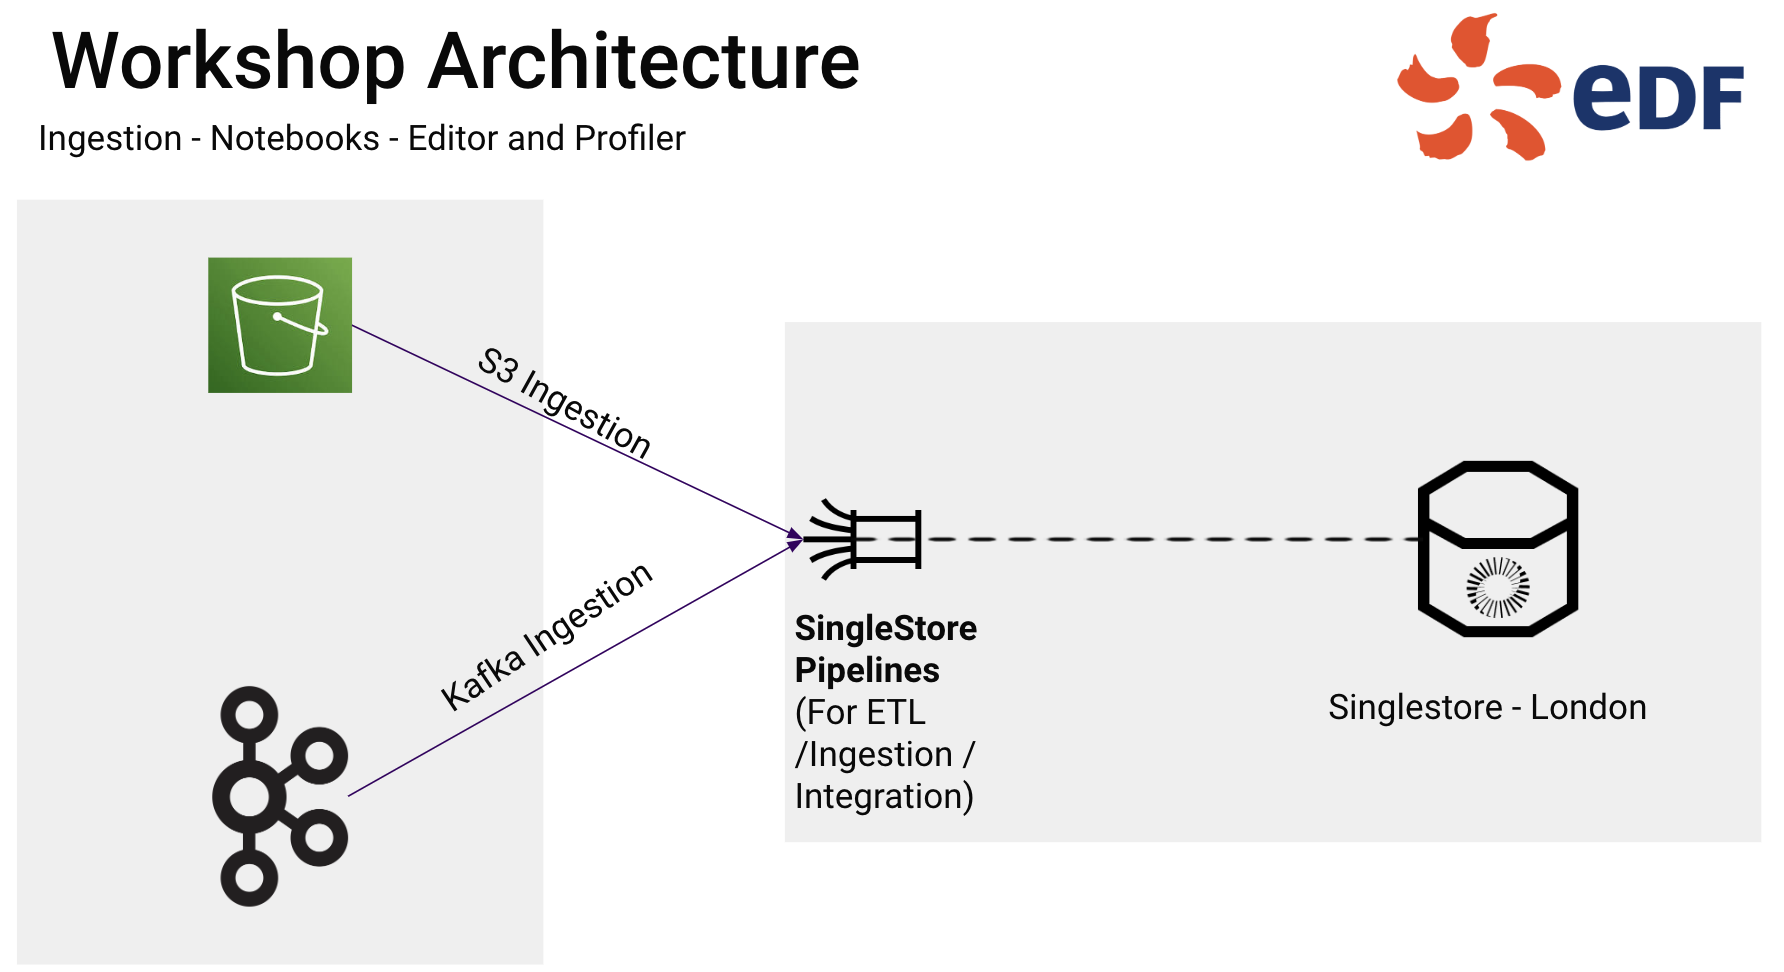 Workshop Architecture
Ingestion - Notebooks - Editor and Profiler
eDF
S3 Ingestion
Kafka Ingestion
SingleStore
Pipelines
(For ETL
/Ingestion /
Integration)
Singlestore - London